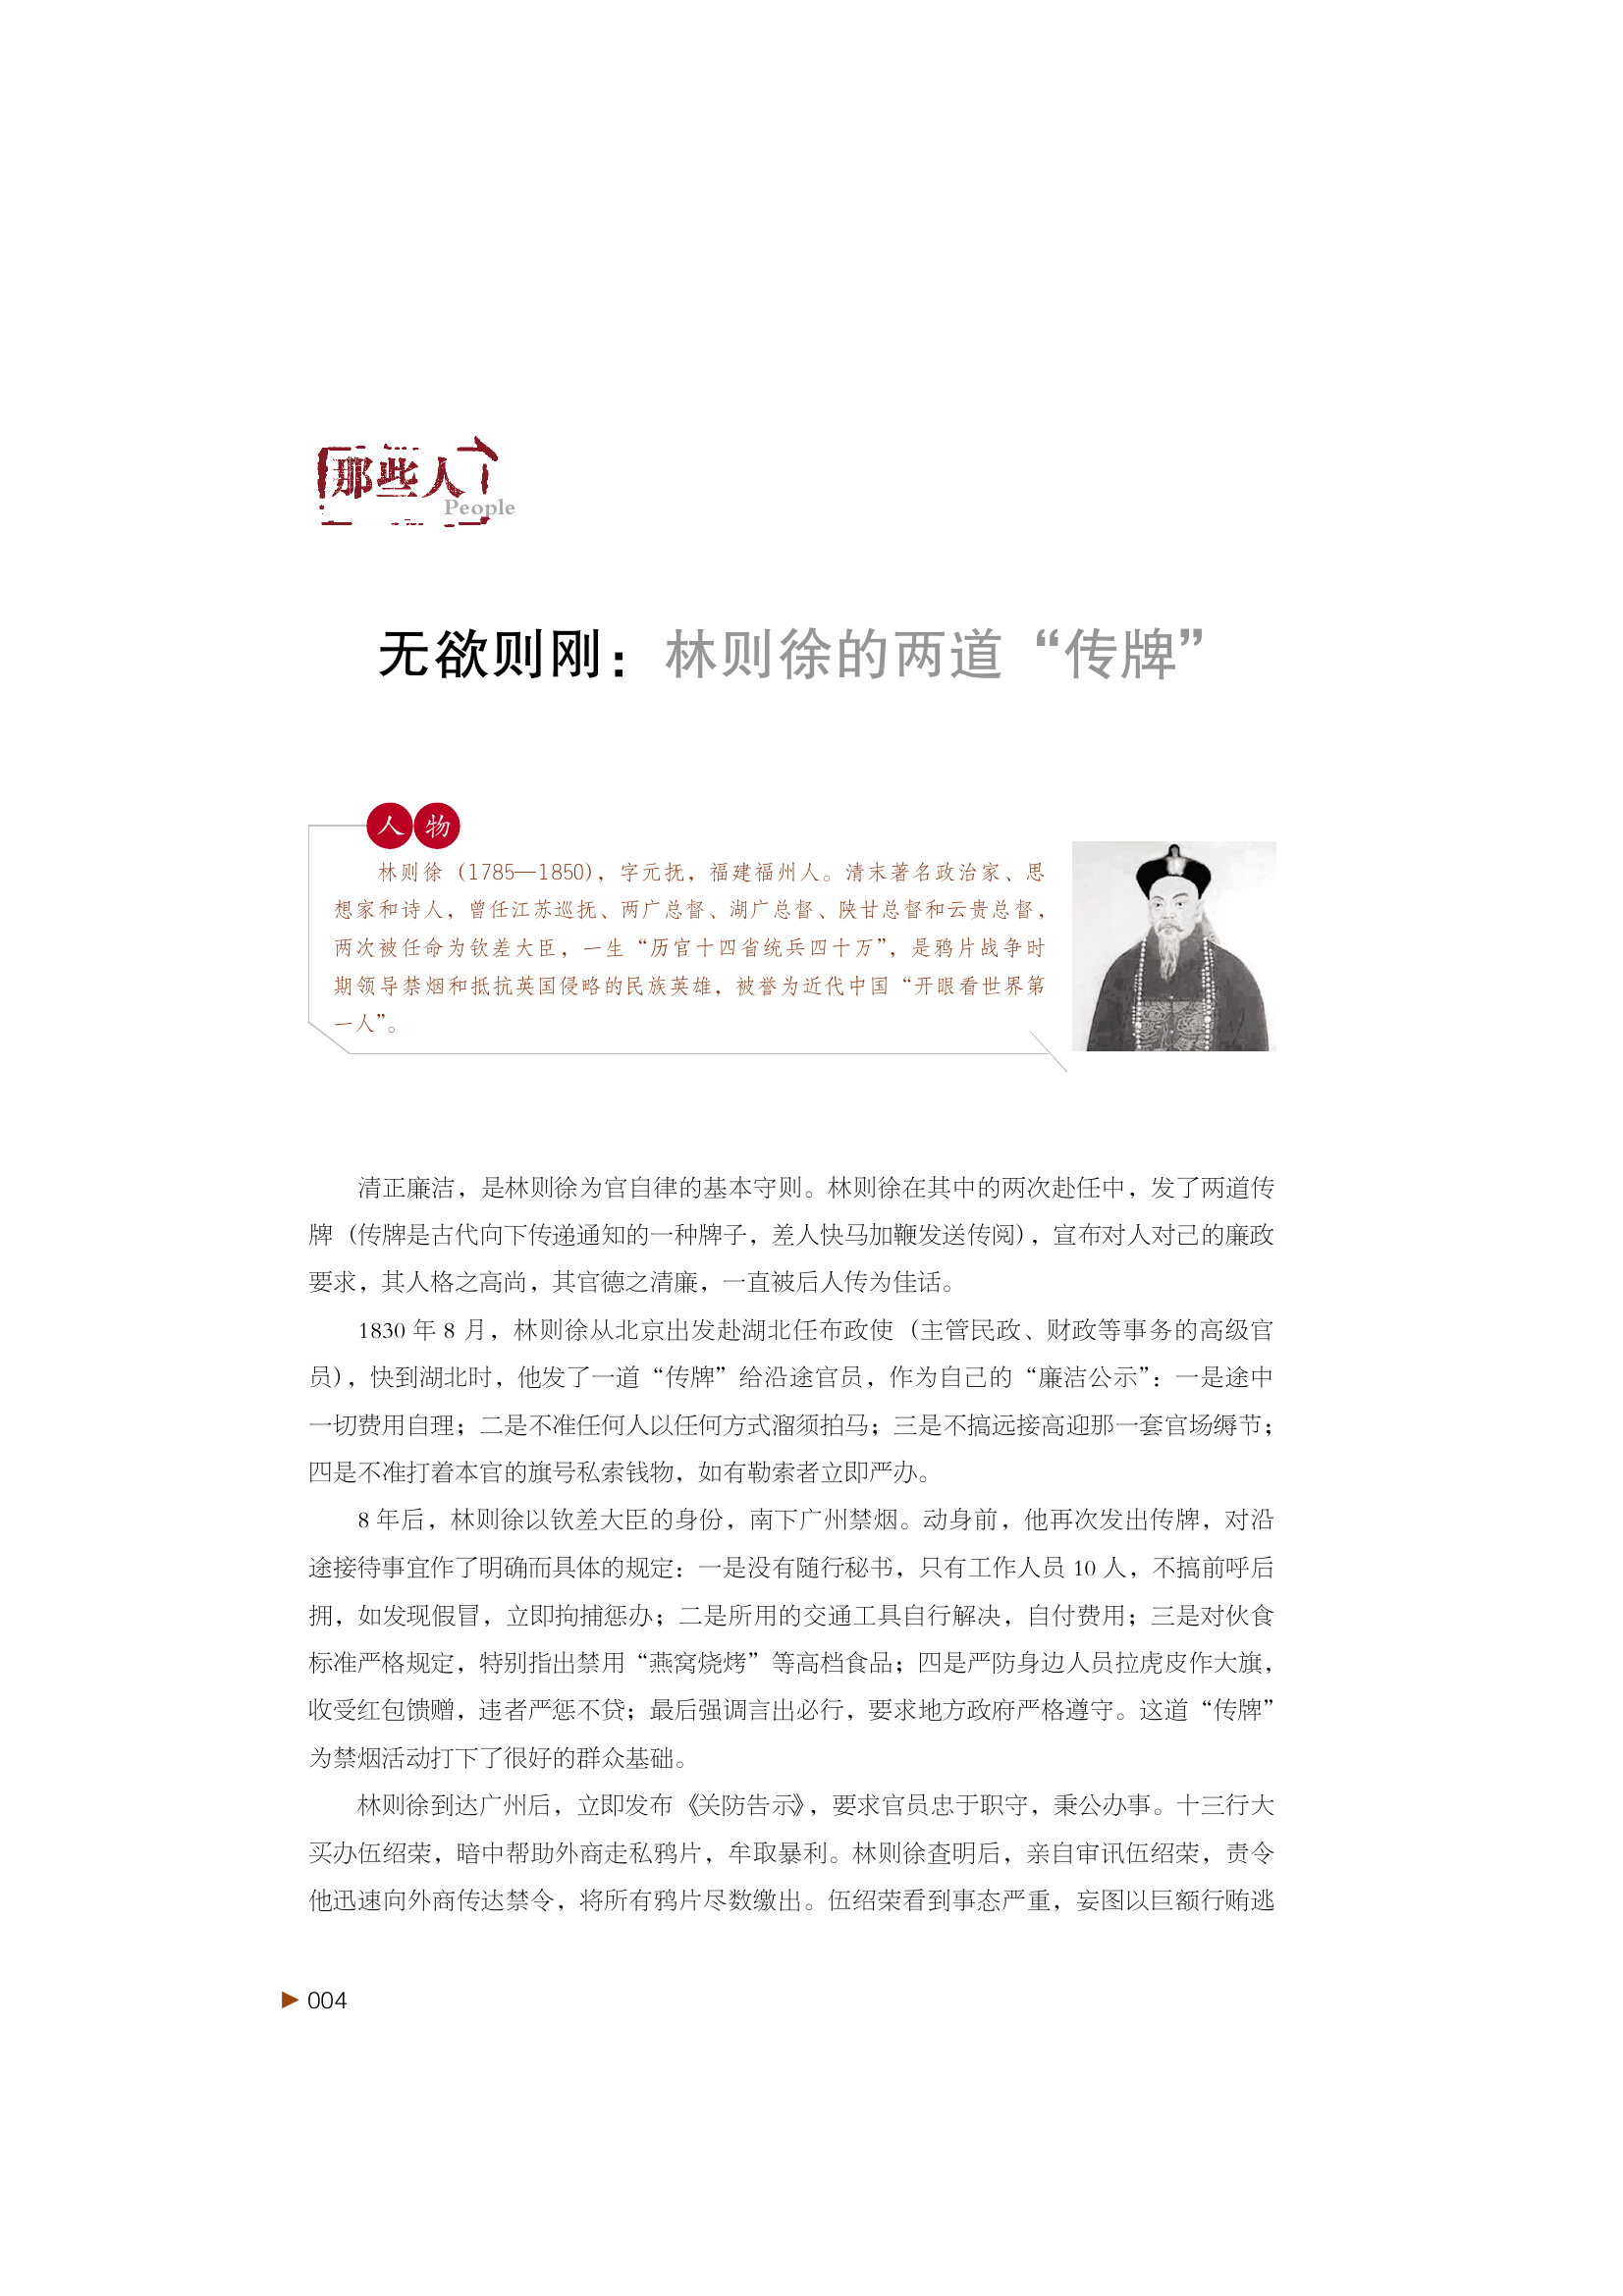 那些人
People
无欲则刚：林则徐的两道“传牌”
人物
林则徐（1785—1850），字元抚，福建福州人。清末著名政治家、思
想家和诗人，曾任江苏巡抚、两广总督、湖广总督、陕甘总督和云贵总督，
两次被任命为钦差大臣，一生“历官十四省统兵四十万”，是鸦片战争时
期领导禁烟和抵抗英国侵略的民族英雄，被誉为近代中国“开眼看世界第
一人”。
清正廉洁，是林则徐为官自律的基本守则。林则徐在其中的两次赴任中，发了两道传
牌（传牌是古代向下传递通知的一种牌子，差人快马加鞭发送传阅），宣布对人对己的廉政
要求，其人格之高尚，其官德之清廉，一直被后人传为佳话。
1830 年 8 月，林则徐从北京出发赴湖北任布政使（主管民政、财政等事务的高级官
员），快到湖北时，他发了一道“传牌”给沿途官员，作为自己的“廉洁公示”：一是途中
一切费用自理；二是不准任何人以任何方式溜须拍马；三是不搞远接高迎那一套官场缛节；
四是不准打着本官的旗号私索钱物，如有勒索者立即严办。
8 年后，林则徐以钦差大臣的身份，南下广州禁烟。动身前，他再次发出传牌，对沿
途接待事宜作了明确而具体的规定：一是没有随行秘书，只有工作人员 10 人，不搞前呼后
拥，如发现假冒，立即拘捕惩办；二是所用的交通工具自行解决，自付费用；三是对伙食
标准严格规定，特别指出禁用“燕窝烧烤”等高档食品；四是严防身边人员拉虎皮作大旗，
收受红包馈赠，违者严惩不贷；最后强调言出必行，要求地方政府严格遵守。这道“传牌”
为禁烟活动打下了很好的群众基础。
林则徐到达广州后，立即发布《关防告示》，要求官员忠于职守，秉公办事。十三行大
买办伍绍荣，暗中帮助外商走私鸦片，牟取暴利。林则徐查明后，亲自审讯伍绍荣，责令
他迅速向外商传达禁令，将所有鸦片尽数缴出。伍绍荣看到事态严重，妄图以巨额行贿逃
004